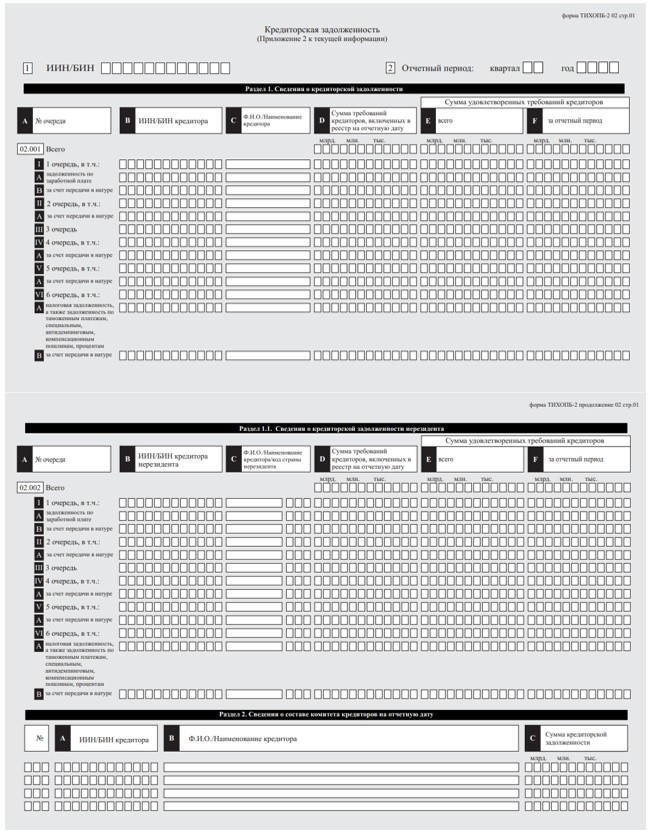 форма ТИХОПБ-2 02 стр.01
Кредиторская задолженность
(Приложение 2 к текущей информации)
1 ИИН/БИН 2 Отчетный период: квартал год
Раздел 1. Сведения о кредиторской задолженности
Сумма удовлетворенных требований кредиторов
A № очереди B ИИН/БИН кредитора C Ф.И.О./Наименование кредитора D Сумма требований кредиторов, включенных в реестр на отчетную дату E всего F за отчетный период
млрд. млн. тыс. млрд. млн. тыс. млрд. млн. тыс.
02.001 Всего
I 1 очередь, в т.ч.:
A задолженность по
заработной плате
B за счет передачи в натуре
II 2 очередь, в т.ч.:
A за счет передачи в натуре
III 3 очередь
IV 4 очередь, в т.ч.:
A за счет передачи в натуре
V 5 очередь, в т.ч.:
A за счет передачи в натуре
VI 6 очередь, в т.ч.:
A налоговая задолженность,
а также задолженность по
таможенным платежам,
специальным,
антидемпинговым,
компенсационным
пошлинам, процентам
B за счет передачи в натуре
форма ТИХОПБ-2 продолжение 02 стр.01
Раздел 1.1. Сведения о кредиторской задолженности нерезидента
Сумма удовлетворенных требований кредиторов
A № очереди B ИИН/БИН кредитора нерезидента C Ф.И.О./Наименование кредитора/код страны нерезидента D Сумма требований кредиторов, включенных в реестр на отчетную дату E всего F за отчетный период
млрд. млн. тыс. млрд. млн. тыс. млрд. млн. тыс.
02.002 Всего
I 1 очередь, в т.ч.:
A задолженность по
заработной плате
B за счет передачи в натуре
II 2 очередь, в т.ч.:
A за счет передачи в натуре
III 3 очередь
IV 4 очередь, в т.ч.:
A за счет передачи в натуре
V 5 очередь, в т.ч.:
A за счет передачи в натуре
VI 6 очередь, в т.ч.:
A налоговая задолженность,
а также задолженность по
таможенным платежам,
специальным,
антидемпинговым,
компенсационным
пошлинам, процентам
B за счет передачи в натуре
Раздел 2. Сведения о составе комитета кредиторов на отчетную дату
№ A ИИН/БИН кредитора B Ф.И.О./Наименование кредитора C Сумма кредиторской задолженности
млрд. млн. тыс.